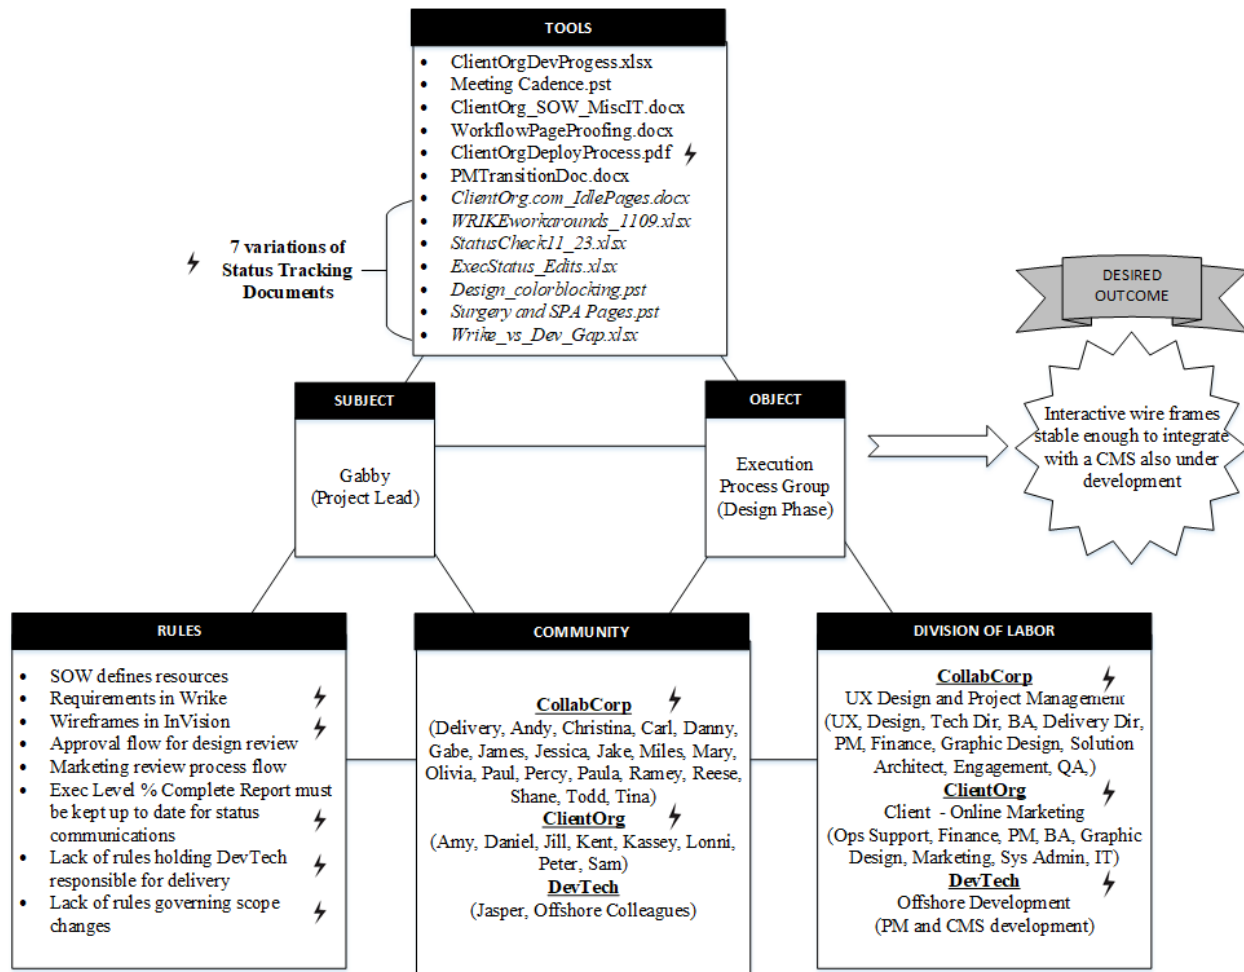 TOOLS
• ClientOrgDevProgess.xlsx
• Meeting Cadence.pst
• ClientOrg_SOW_MiscIT.docx
• WorkflowPageProofing.docx
• ClientOrgDeployProcess.pdf
• PMTransitionDoc.docx
• ClientOrg.com_IdlePages.docx
• WRIKEworkarounds_1109.xlsx
• StatusCheck11_23.xlsx
• ExecStatus_Edits.xlsx
• Design_colorblocking.pst
• Surgery and SPA Pages.pst
• Wrike_vs_Dev_Gap.xlsx
7 variations of
Status Tracking
Documents
DESIRED
OUTCOME
Interactive wire frames
stable enough to integrate
with a CMS also under
development
SUBJECT
Gabby
(Project Lead)
OBJECT
Execution
Process Group
(Design Phase)
RULES
• SOW defines resources
• Requirements in Wrike
• Wireframes in InVision
• Approval flow for design review
• Marketing review process flow
• Exec Level % Complete Report must
be kept up to date for status
communications
• Lack of rules holding DevTech
responsible for delivery
• Lack of rules governing scope
changes
COMMUNITY
CollabCorp
(Delivery, Andy, Christina, Carl, Danny,
Gabe, James, Jessica, Jake, Miles, Mary,
Olivia, Paul, Percy, Paula, Ramey, Reese,
Shane, Todd, Tina)
ClientOrg
(Amy, Daniel, Jill, Kent, Kassey, Lonni,
Peter, Sam)
DevTech
(Jasper, Offshore Colleagues)
DIVISION OF LABOR
CollabCorp
UX Design and Project Management
(UX, Design, Tech Dir, BA, Delivery Dir,
PM, Finance, Graphic Design, Solution
Architect, Engagement, QA,)
ClientOrg
Client - Online Marketing
(Ops Support, Finance, PM, BA, Graphic
Design, Marketing, Sys Admin, IT)
DevTech
Offshore Development
(PM and CMS development)